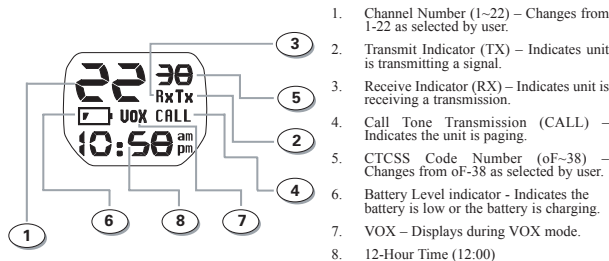 22 38
RxTx
VOX CALL
10:58 am pm
3
5
2
4
1
6
8
7
1. Channel Number (1~22) – Changes from
1-22 as selected by user.
2. Transmit Indicator (TX) – Indicates unit
is transmitting a signal.
3. Receive Indicator (RX) – Indicates unit is
receiving a transmission.
4. Call Tone Transmission (CALL) –
Indicates the unit is paging.
5. CTCSS Code Number (oF~38) –
Changes from oF-38 as selected by user.
6. Battery Level indicator - Indicates the
battery is low or the battery is charging.
7. VOX – Displays during VOX mode.
8. 12-Hour Time (12:00)